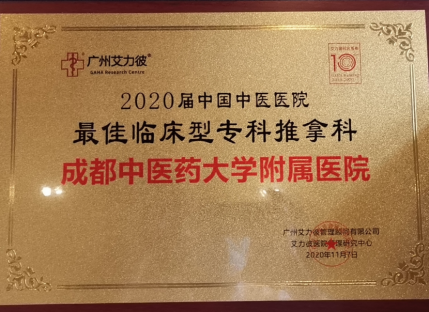 广州艾力彼®
GAHA Research Centre
10
2020届中国中医医院
最佳临床型专科推拿科
成都中医药大学附属医院
广州艾力彼管理顾问有限公司
艾力彼医院 研究中心
2020年11月7日